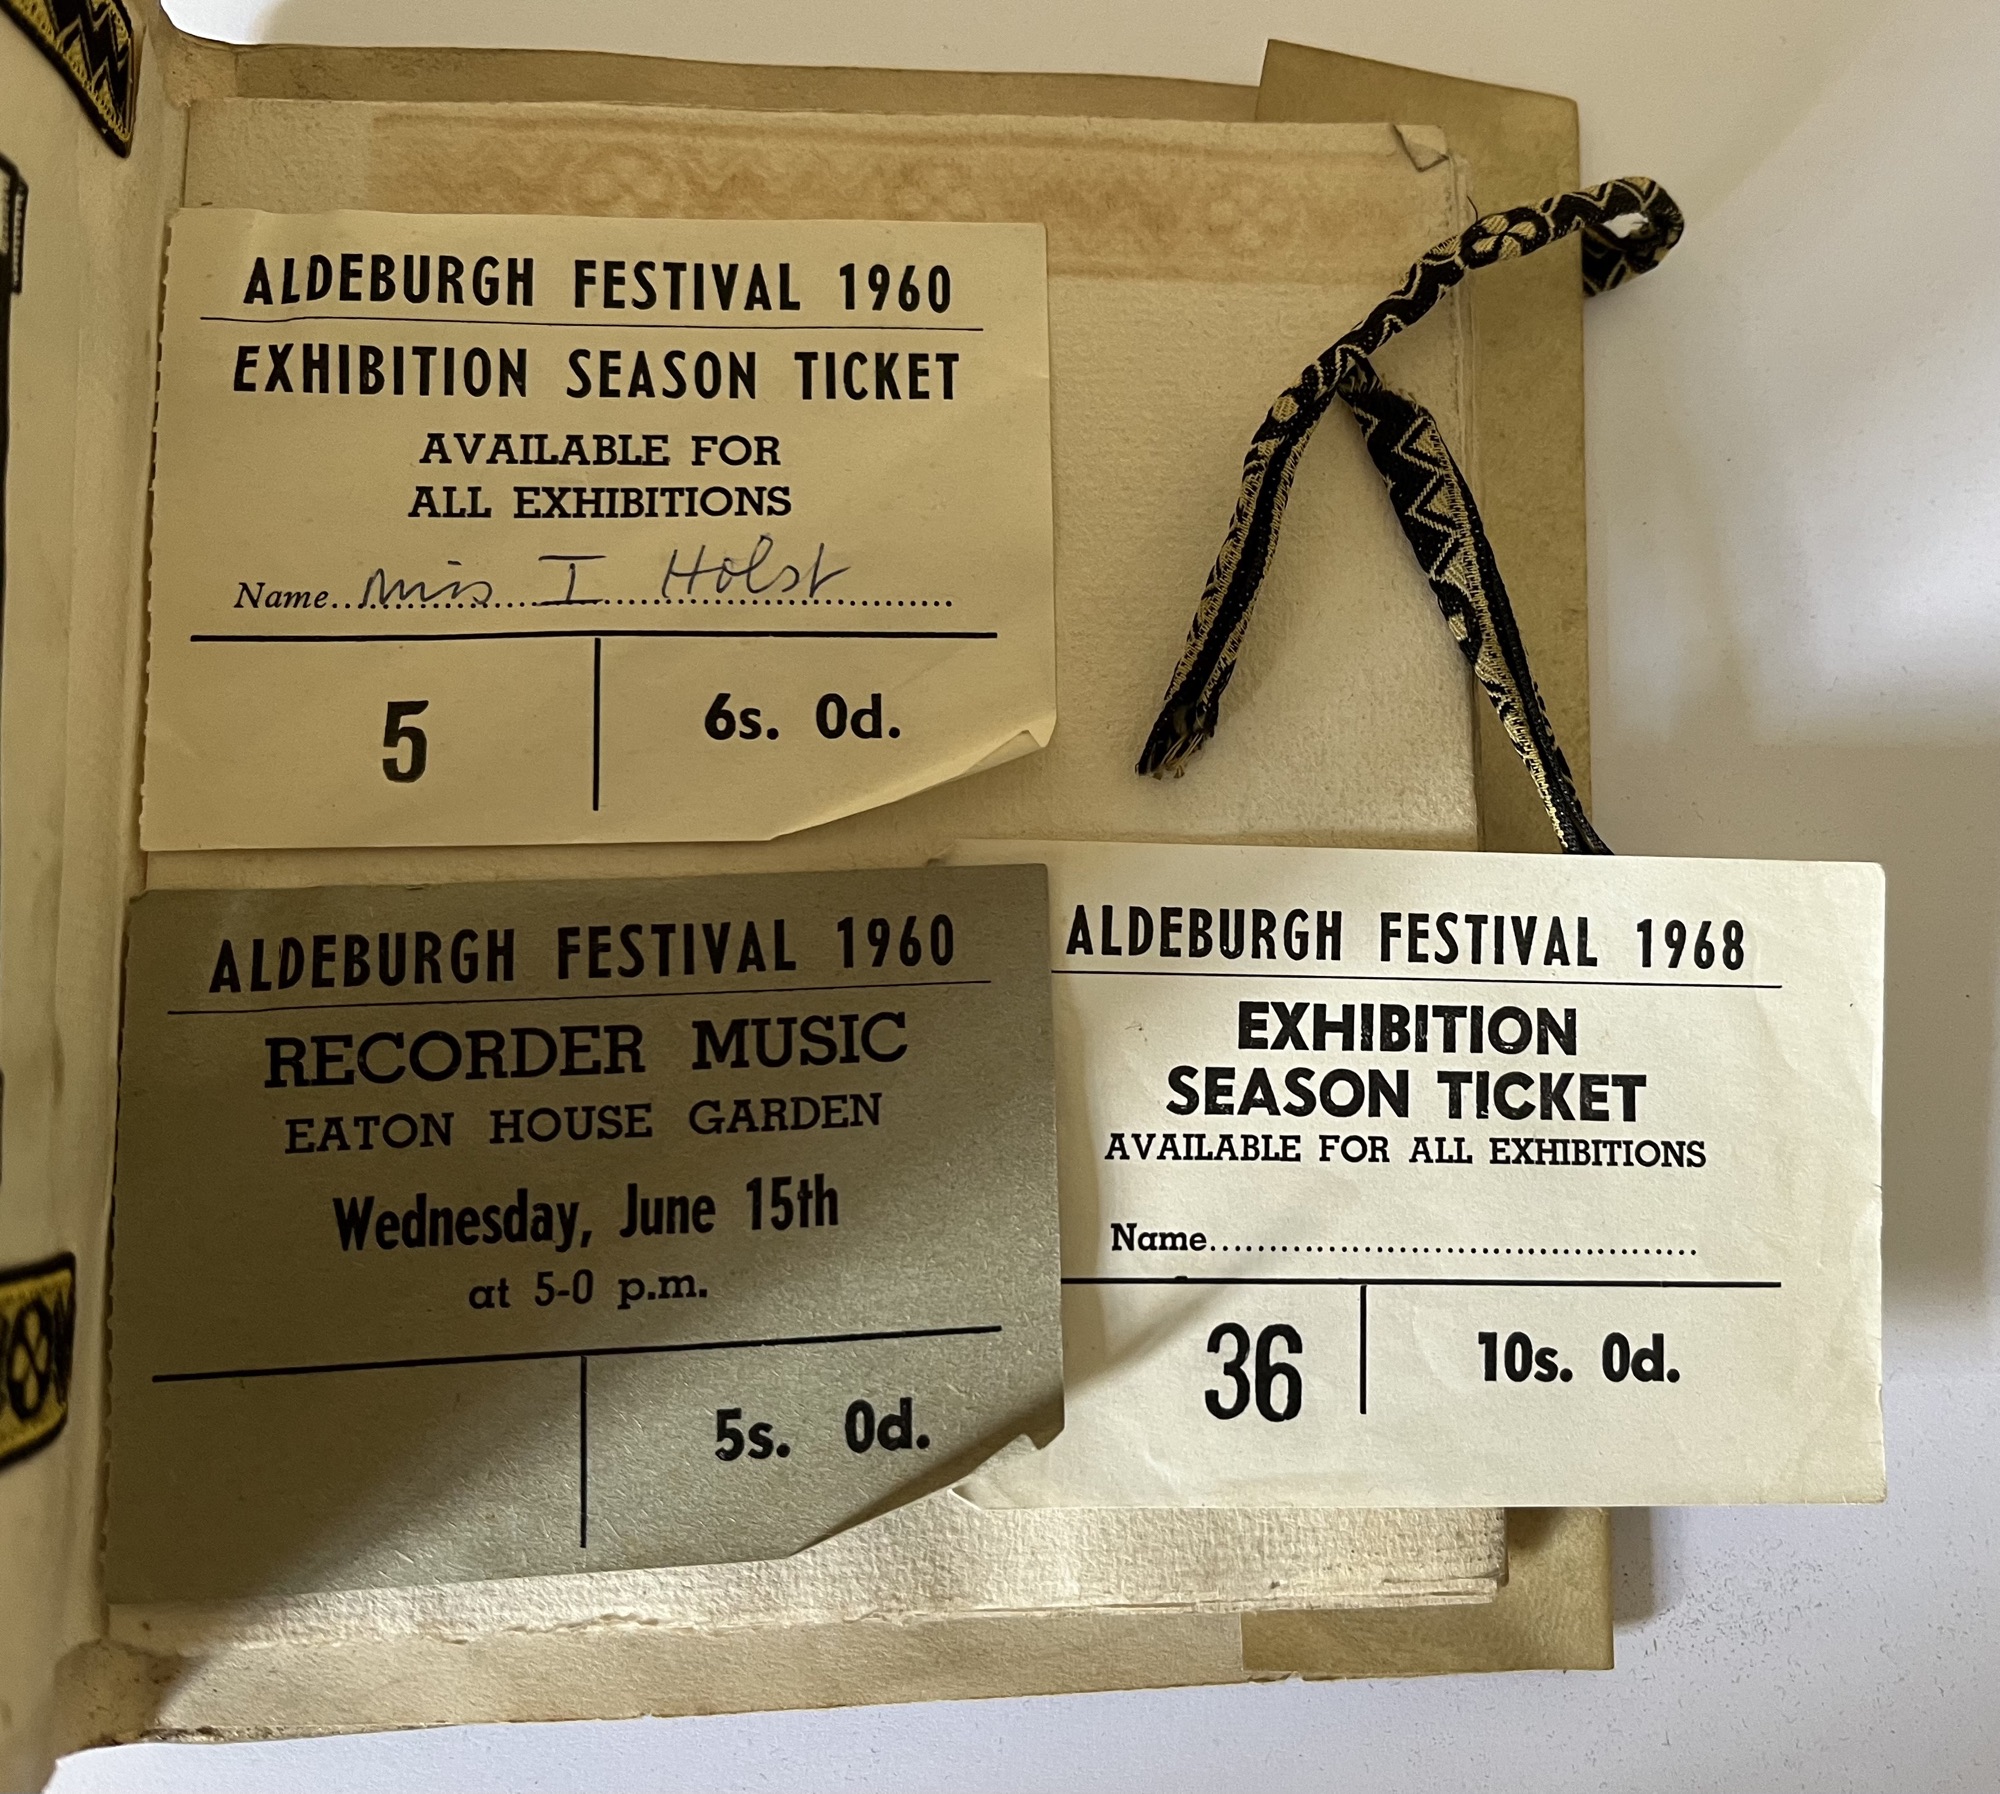 ALDEBURGH FESTIVAL 1960
EXHIBITION SEASON TICKET
AVAILABLE FOR
ALL EXHIBITIONS
Name.. Miss I Holst
5
6s. 0d.
ALDEBURGH FESTIVAL 1960
RECORDER MUSIC
EATON HOUSE GARDEN
Wednesday, June 15th
at 5-0 p.m.
5s. 0d.
ALDEBURGH FESTIVAL 1968
EXHIBITION
SEASON TICKET
AVAILABLE FOR ALL EXHIBITIONS
Name..........................................
36
10s. 0d.